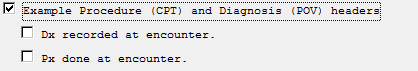 Example Procedure (CPT) and Diagnosis (POV) headers
Dx recorded at encounter.
Px done at encounter.